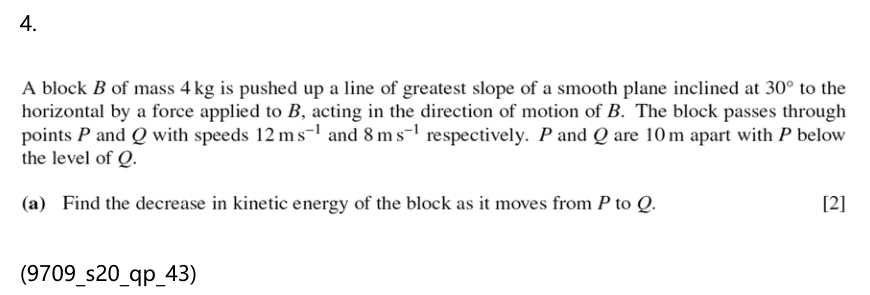 4.
A block B of mass 4 kg is pushed up a line of greatest slope of a smooth plane inclined at 30° to the
horizontal by a force applied to B, acting in the direction of motion of B. The block passes through
points P and Q with speeds 12 m s⁻¹ and 8 m s⁻¹ respectively. P and Q are 10 m apart with P below
the level of Q.
(a) Find the decrease in kinetic energy of the block as it moves from P to Q. [2]
(9709_s20_qp_43)